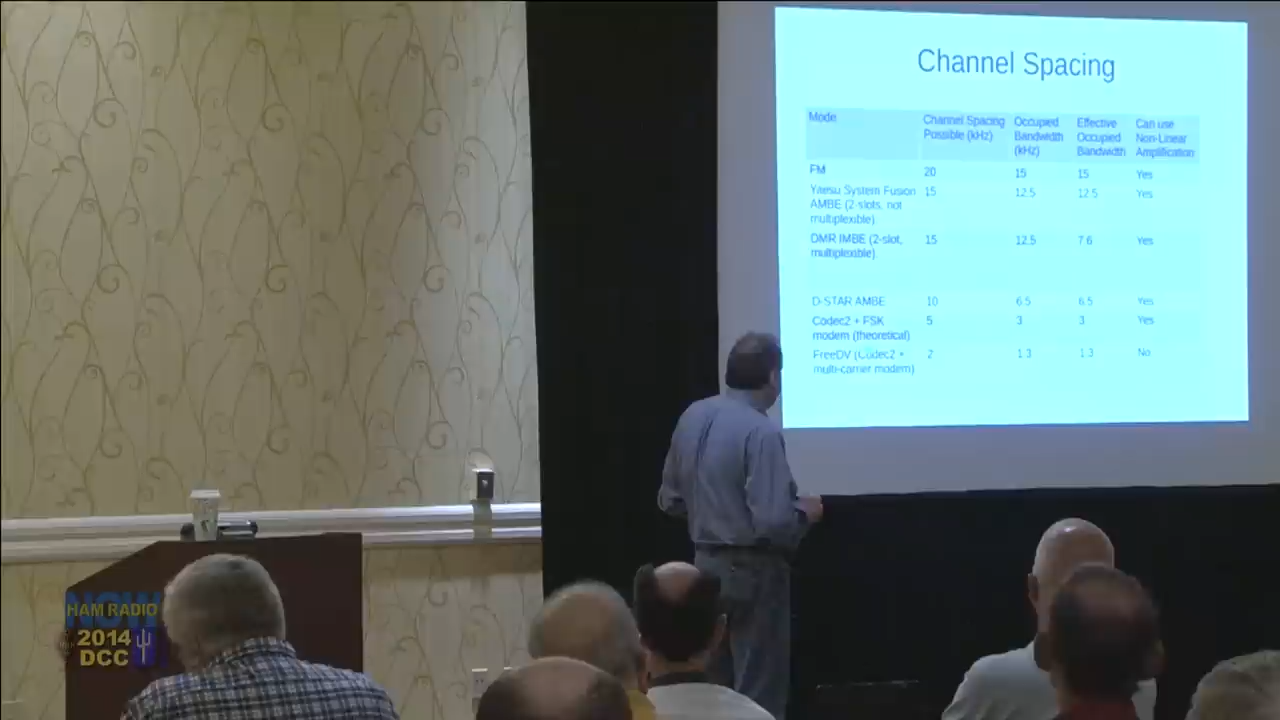 Channel Spacing
Mode
Channel Spacing
Possible (kHz)
Occupied
Bandwidth
(kHz)
Effective
Occupied
Bandwidth
Can use
Non-Linear
Amplification
FM 20 15 15 Yes
Yaesu System Fusion 15 12.5 12.5 Yes
AMBE (2-slots, not
multiplexible)
DMR IMBE (2-slot, 15 12.5 7.6 Yes
multiplexible)
D-STAR AMBE 10 6.5 6.5 Yes
Codec2 + FSK 5 3 3 Yes
modem (theoretical)
FreeDV (Codec2 + 2 1.3 1.3 No
multi-carrier modem)
HAM RADIO
NOW
2014
DCC